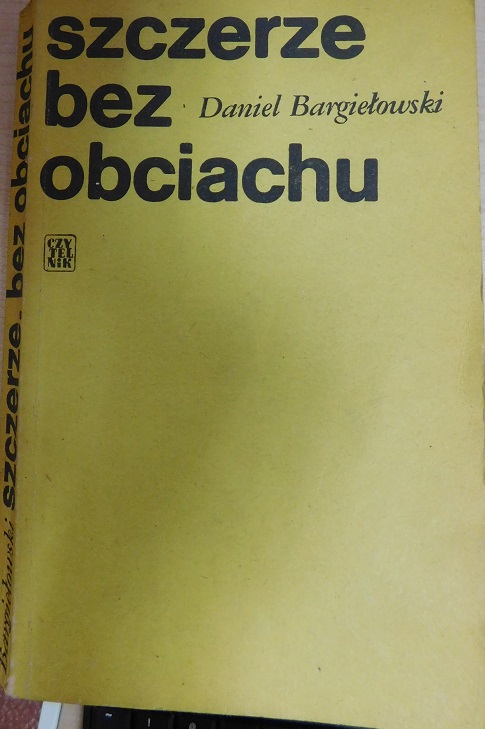 szczerze
bez
Daniel Bargiełowski
obciachu
CZY
TEL
NIK
Bargiełowski szczerze, bez obciachu